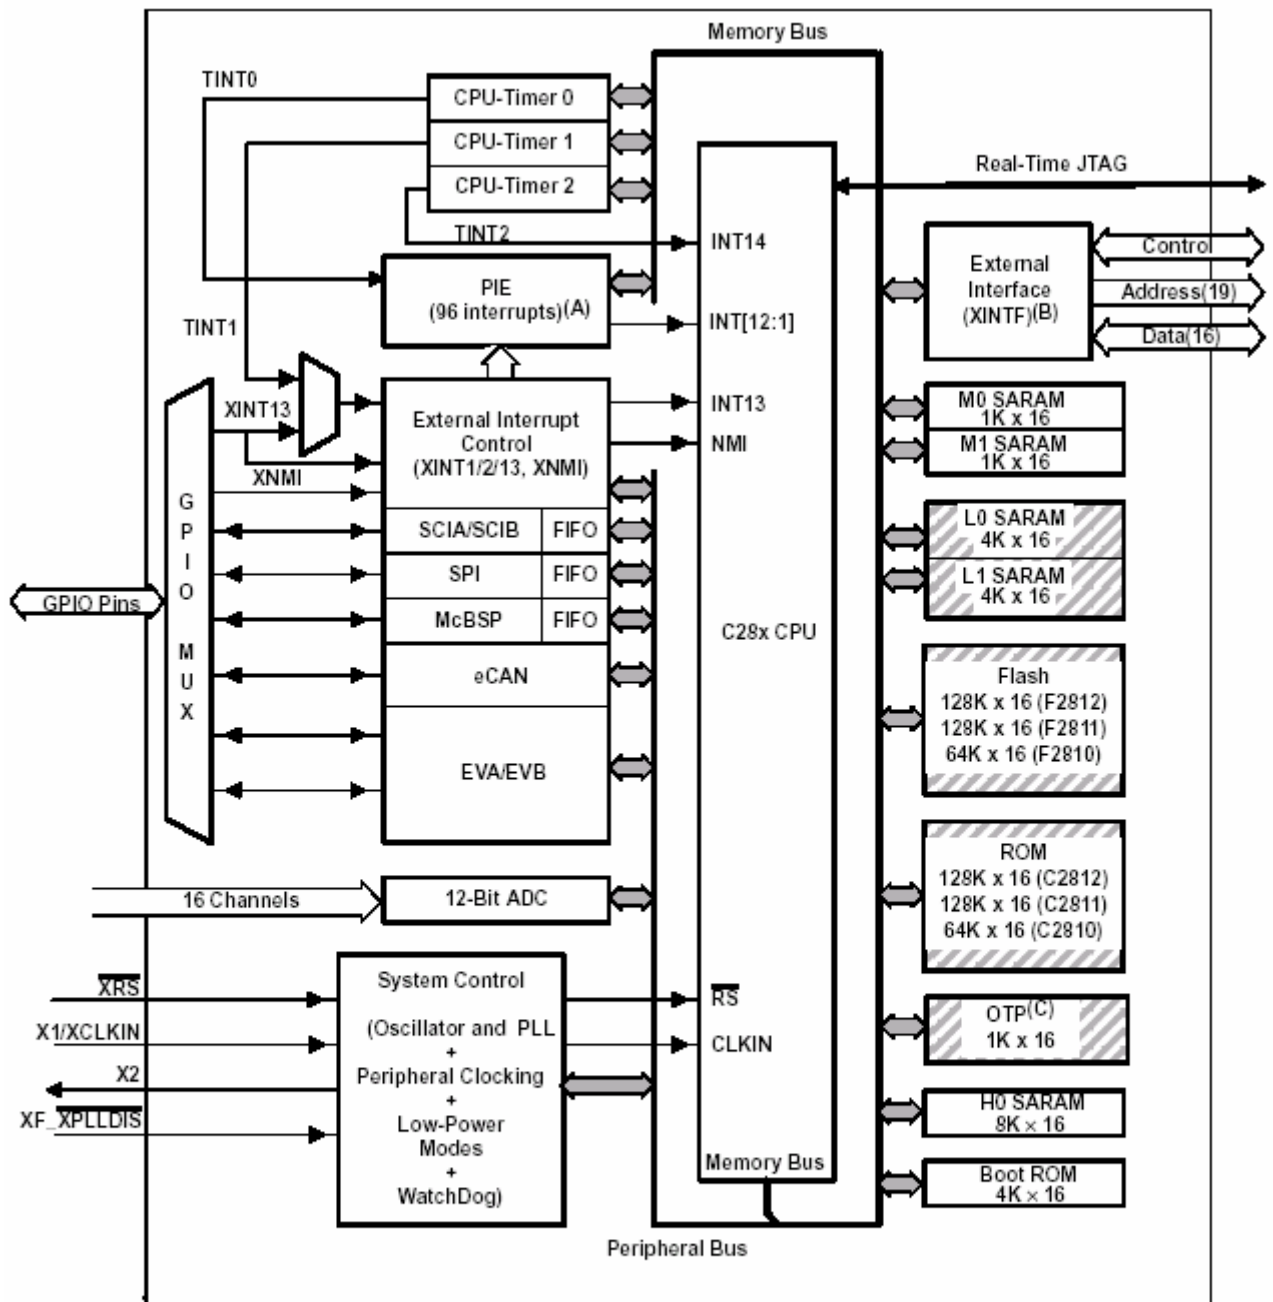 Memory Bus
TINT0
CPU-Timer 0
CPU-Timer 1
CPU-Timer 2
Real-Time JTAG
TINT2
INT14
PIE
(96 interrupts)(A)
INT[12:1]
External
Interface
(XINTF)(B)
Control
Address(19)
Data(16)
TINT1
XINT13
External Interrupt
Control
(XINT1/2/13, XNMI)
INT13
NMI
M0 SARAM
1K x 16
M1 SARAM
1K x 16
XNMI
GPIO MUX
SCIA/SCIB
FIFO
SPI
FIFO
McBSP
FIFO
eCAN
EVA/EVB
GPIO Pins
C28x CPU
L0 SARAM
4K x 16
L1 SARAM
4K x 16
Flash
128K x 16 (F2812)
128K x 16 (F2811)
64K x 16 (F2810)
ROM
128K x 16 (C2812)
128K x 16 (C2811)
64K x 16 (C2810)
16 Channels
12-Bit ADC
XRS
X1/XCLKIN
X2
XF_XPLLDIS
System Control
(Oscillator and PLL
+
Peripheral Clocking
+
Low-Power
Modes
+
WatchDog)
RS
CLKIN
OTP(C)
1K x 16
H0 SARAM
8K × 16
Memory Bus
Boot ROM
4K × 16
Peripheral Bus